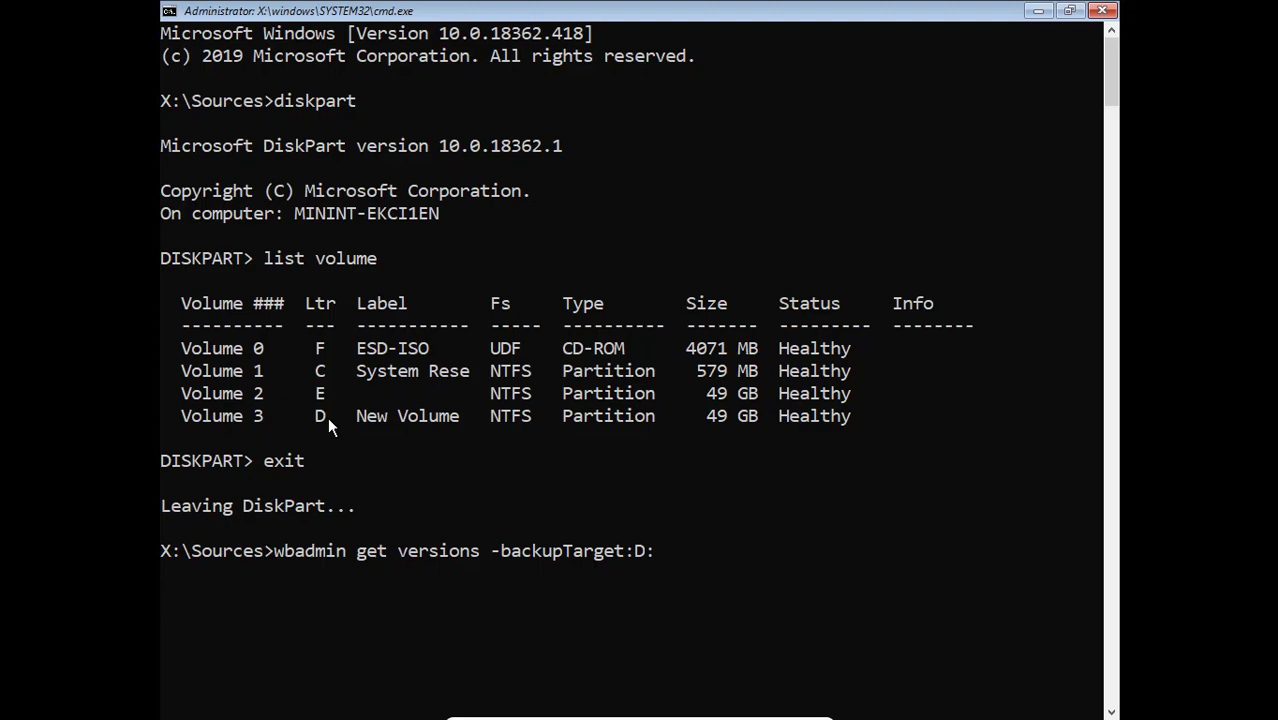 Administrator: X:\windows\SYSTEM32\cmd.exe
Microsoft Windows [Version 10.0.18362.418]
(c) 2019 Microsoft Corporation. All rights reserved.
X:\Sources>diskpart
Microsoft DiskPart version 10.0.18362.1
Copyright (C) Microsoft Corporation.
On computer: MININT-EKCI1EN
DISKPART> list volume
  Volume ###  Ltr  Label        Fs     Type        Size     Status     Info
  ----------  ---  -----------  -----  ----------  -------  ---------  --------
  Volume 0     F   ESD-ISO      UDF    CD-ROM      4071 MB  Healthy
  Volume 1     C   System Rese  NTFS   Partition    579 MB  Healthy
  Volume 2     E                NTFS   Partition     49 GB  Healthy
  Volume 3     D   New Volume   NTFS   Partition     49 GB  Healthy
DISKPART> exit
Leaving DiskPart...
X:\Sources>wbadmin get versions -backupTarget:D: